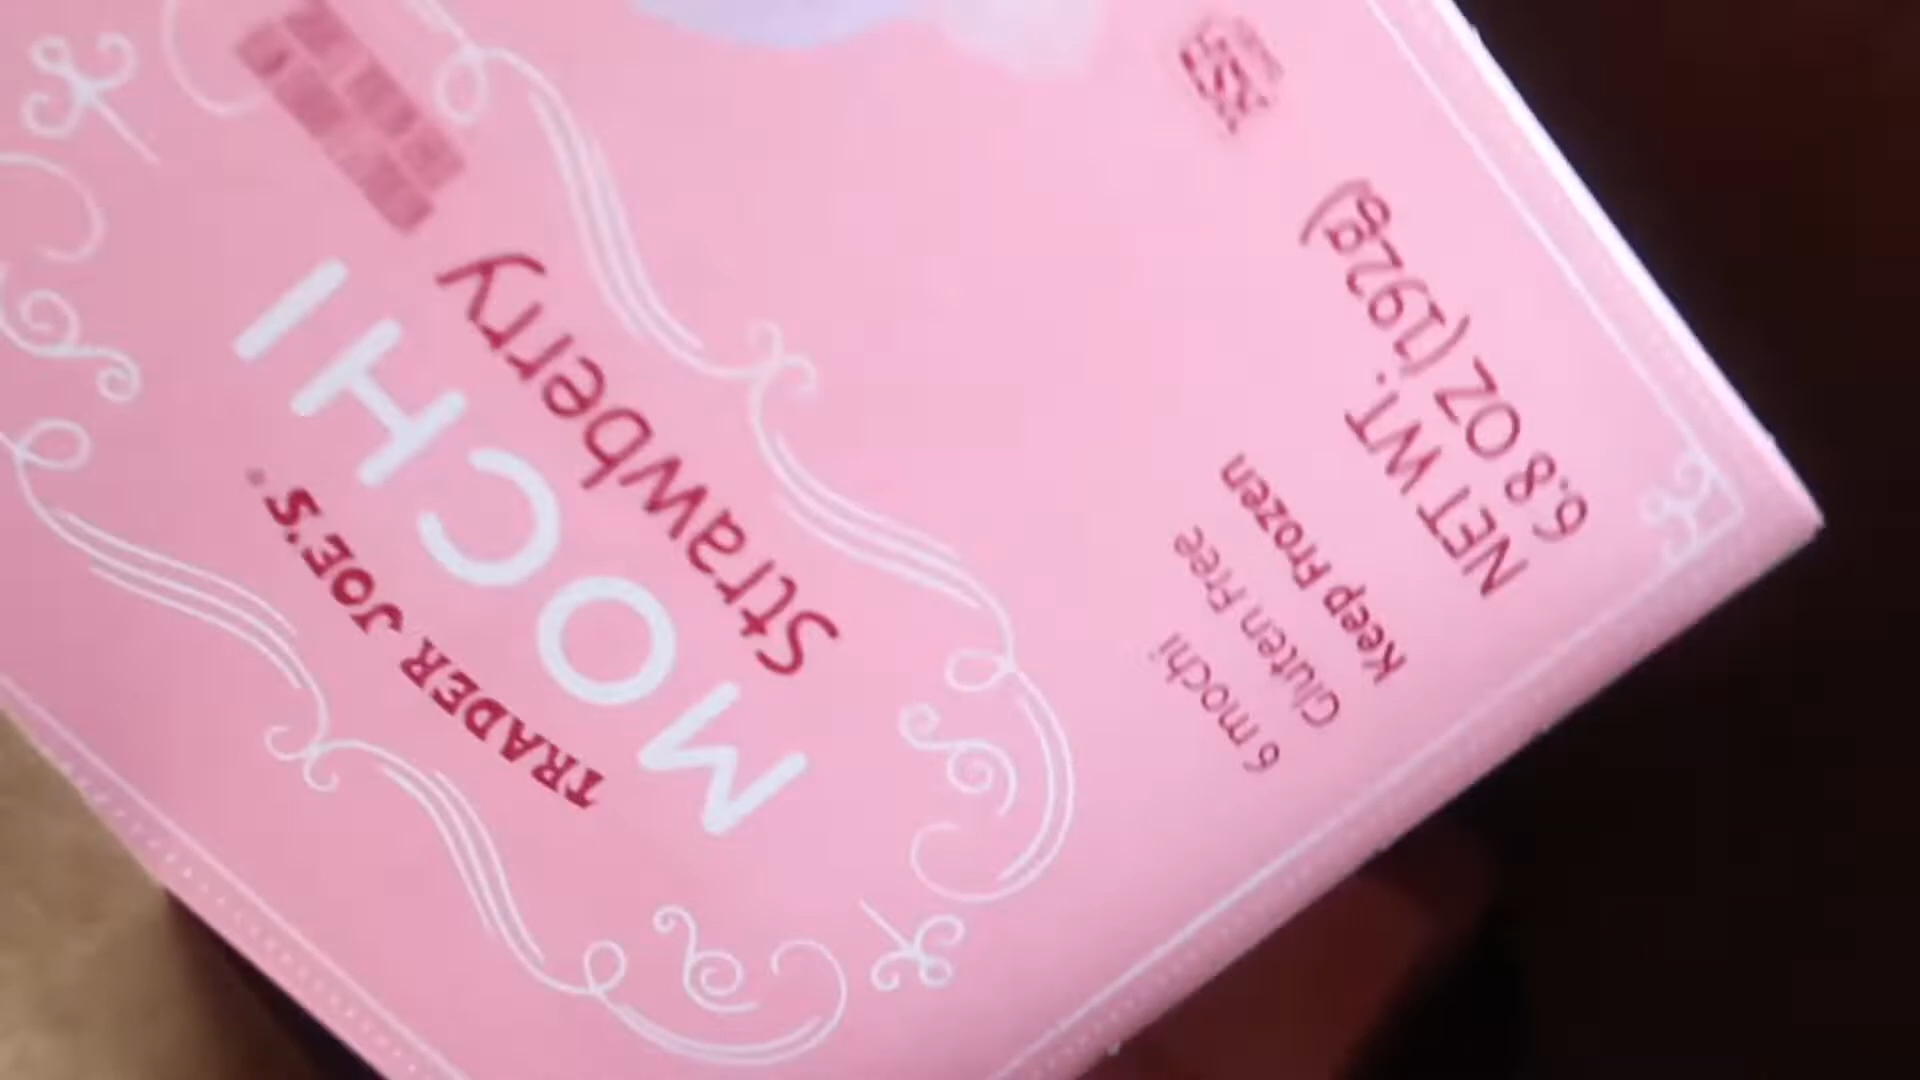 TRADER JOE'S
MOCHI
Strawberry
6 mochi
Gluten Free
Keep Frozen
NET WT.
6.8 OZ (192g)